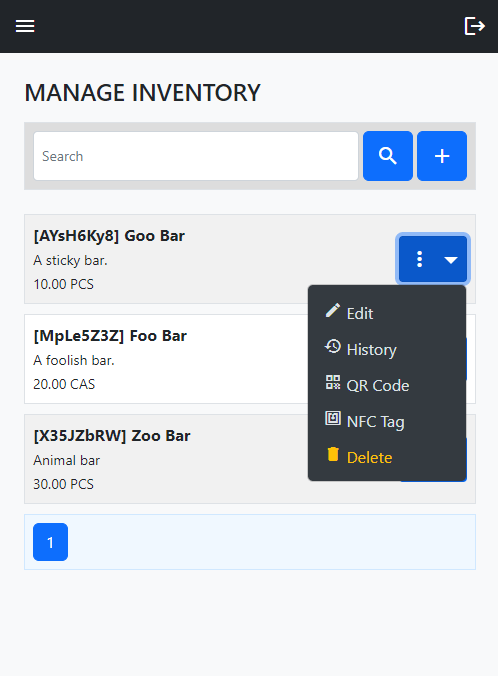 MANAGE INVENTORY
Search
[AYsH6Ky8] Goo Bar
A sticky bar.
10.00 PCS
Edit
History
QR Code
NFC Tag
Delete
[MpLe5Z3Z] Foo Bar
A foolish bar.
20.00 CAS
[X35JZbRW] Zoo Bar
Animal bar
30.00 PCS
1